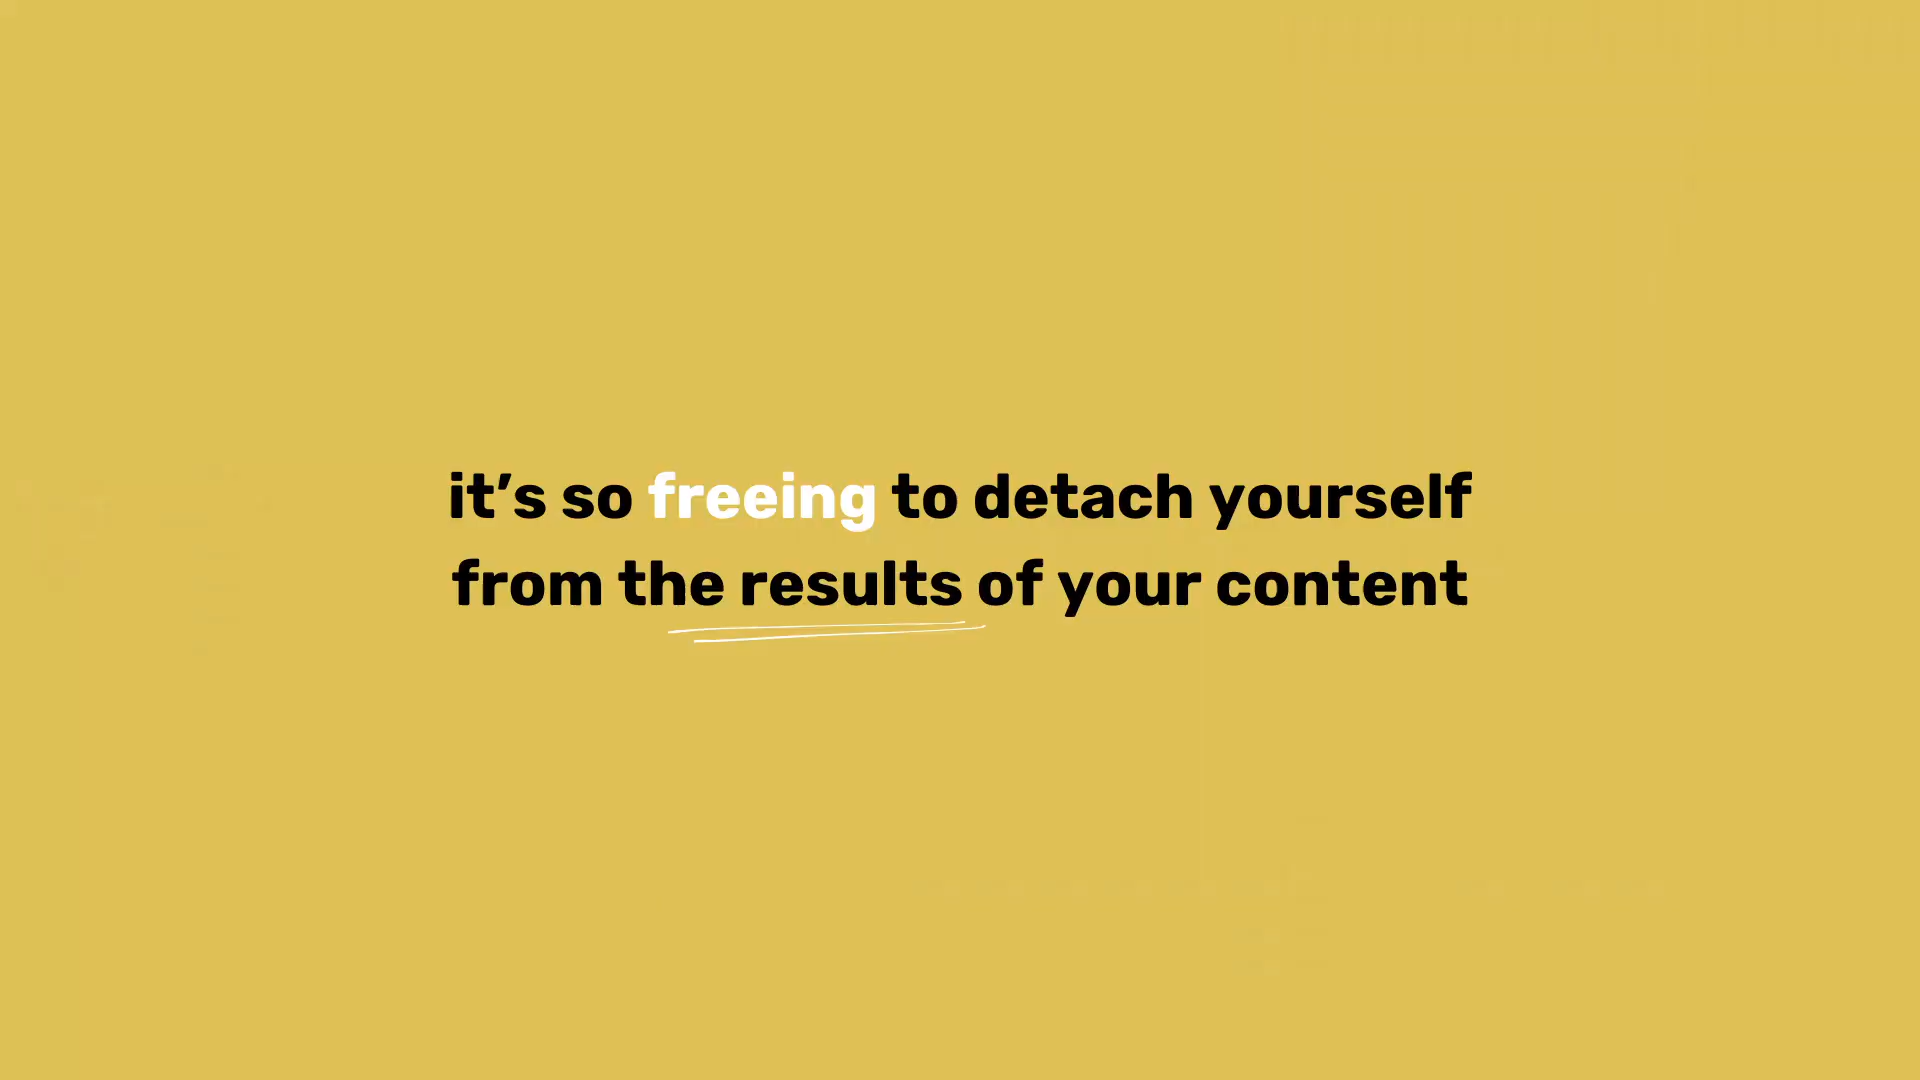 it’s so freeing to detach yourself
from the results of your content